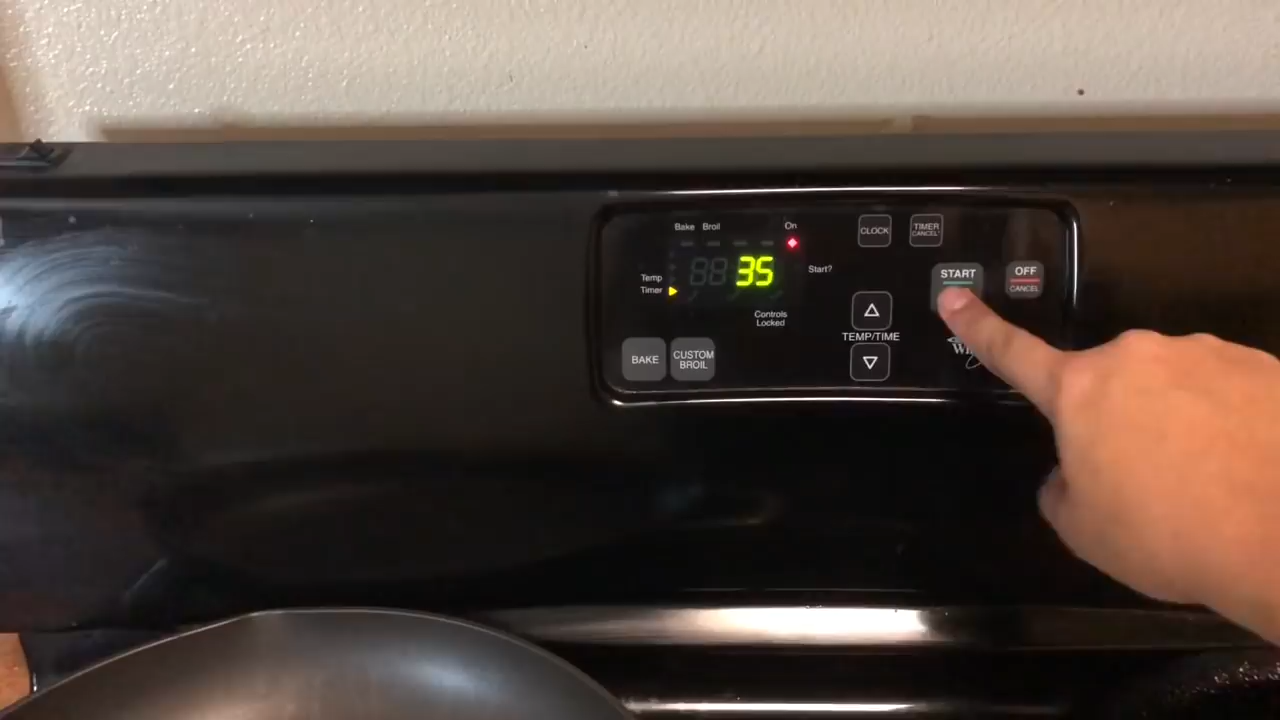 Bake Broil On
CLOCK
TIMER
CANCEL
Temp
Timer
35
Start?
START
OFF
CANCEL
Controls
Locked
TEMP/TIME
BAKE
CUSTOM
BROIL